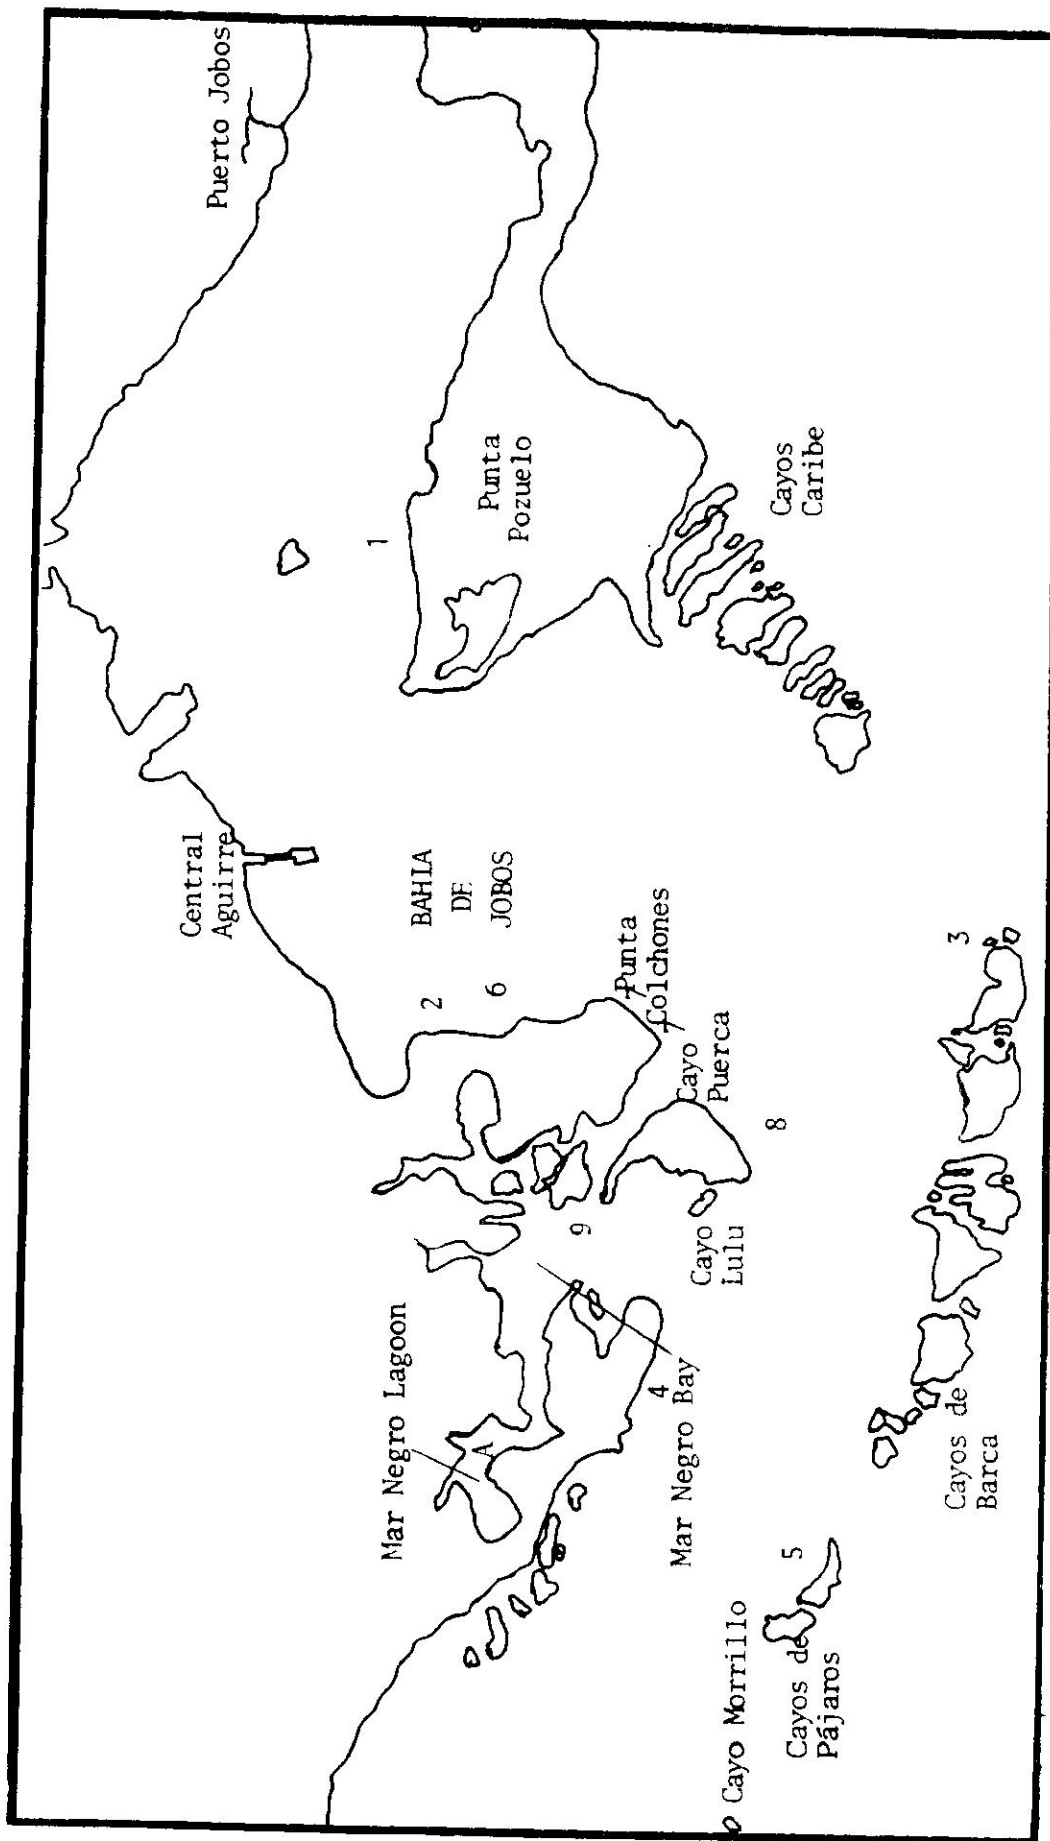 Puerto Jobos
Central
Aguirre
BAHIA
DE
JOBOS
1
Punta
Pozuelo
Cayos
Caribe
2
6
Punta
Colchones
Cayo
Puerca
8
3
9
Cayo
Lulu
Mar Negro Lagoon
A
4
Mar Negro Bay
Cayos de
Barca
5
Cayo Morrillo
Cayos de
Pájaros